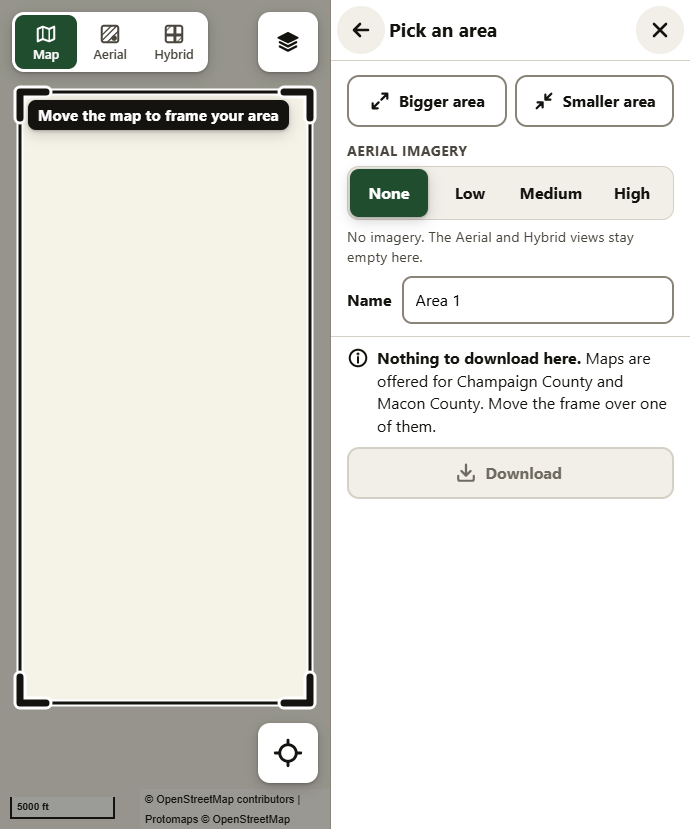 Map
Aerial
Hybrid
Move the map to frame your area
5000 ft
© OpenStreetMap contributors |
Protomaps © OpenStreetMap
Pick an area
Bigger area
Smaller area
AERIAL IMAGERY
None
Low
Medium
High
No imagery. The Aerial and Hybrid views stay
empty here.
Name
Area 1
Nothing to download here. Maps are
offered for Champaign County and
Macon County. Move the frame over one
of them.
Download